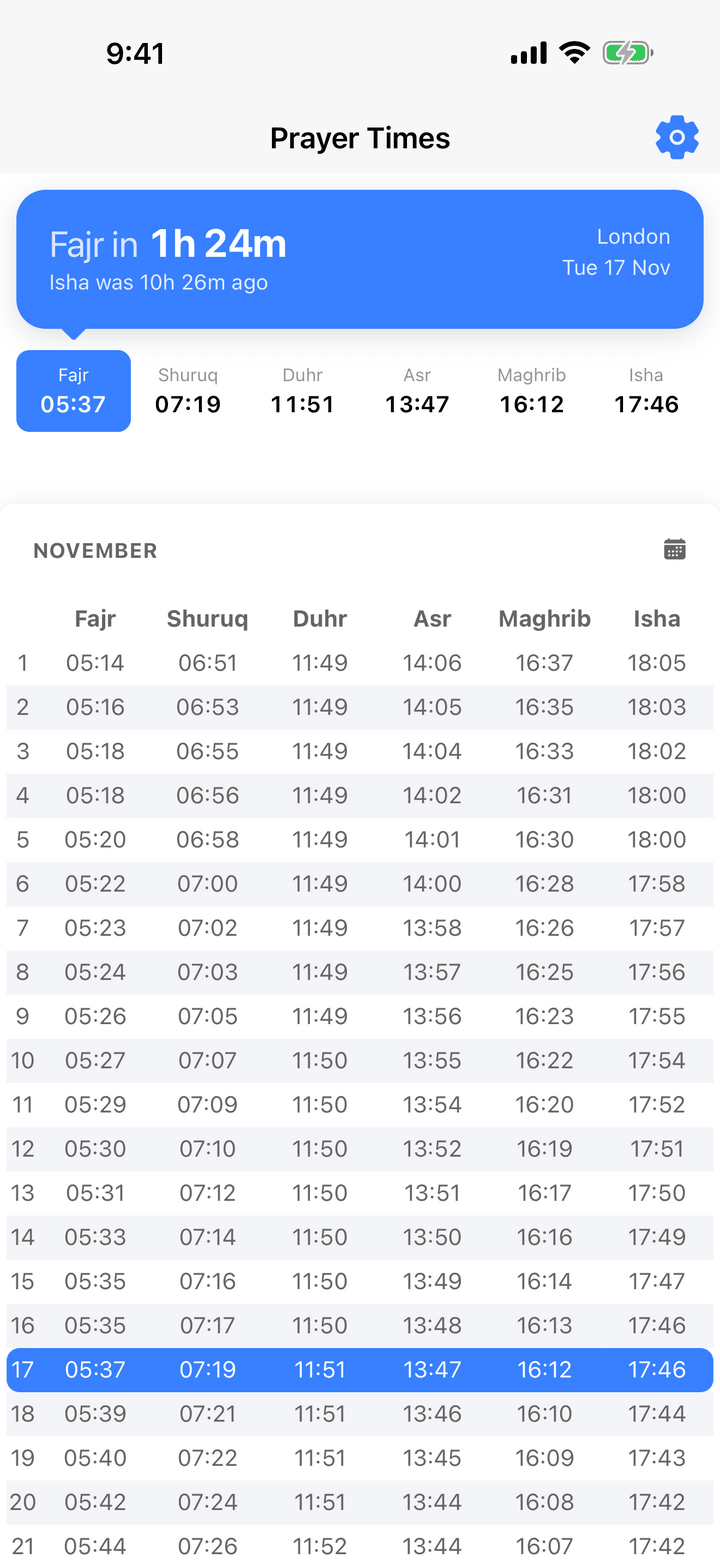 9:41
Prayer Times
Fajr in 1h 24m
Isha was 10h 26m ago
London
Tue 17 Nov
Fajr Shuruq Duhr Asr Maghrib Isha
05:37 07:19 11:51 13:47 16:12 17:46
NOVEMBER
Fajr Shuruq Duhr Asr Maghrib Isha
1 05:14 06:51 11:49 14:06 16:37 18:05
2 05:16 06:53 11:49 14:05 16:35 18:03
3 05:18 06:55 11:49 14:04 16:33 18:02
4 05:18 06:56 11:49 14:02 16:31 18:00
5 05:20 06:58 11:49 14:01 16:30 18:00
6 05:22 07:00 11:49 14:00 16:28 17:58
7 05:23 07:02 11:49 13:58 16:26 17:57
8 05:24 07:03 11:49 13:57 16:25 17:56
9 05:26 07:05 11:49 13:56 16:23 17:55
10 05:27 07:07 11:50 13:55 16:22 17:54
11 05:29 07:09 11:50 13:54 16:20 17:52
12 05:30 07:10 11:50 13:52 16:19 17:51
13 05:31 07:12 11:50 13:51 16:17 17:50
14 05:33 07:14 11:50 13:50 16:16 17:49
15 05:35 07:16 11:50 13:49 16:14 17:47
16 05:35 07:17 11:50 13:48 16:13 17:46
17 05:37 07:19 11:51 13:47 16:12 17:46
18 05:39 07:21 11:51 13:46 16:10 17:44
19 05:40 07:22 11:51 13:45 16:09 17:43
20 05:42 07:24 11:51 13:44 16:08 17:42
21 05:44 07:26 11:52 13:44 16:07 17:42